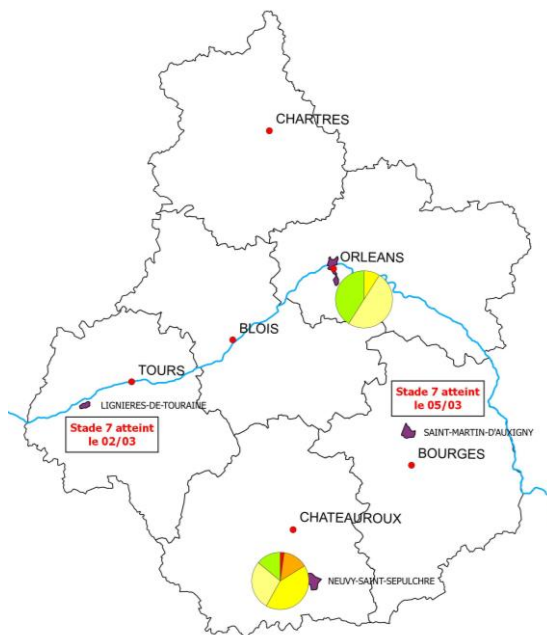 CHARTRES
ORLEANS
BLOIS
TOURS
LIGNIERES-DE-TOURAINE
Stade 7 atteint
le 02/03
Stade 7 atteint
le 05/03
SAINT-MARTIN-D'AUXIGNY
BOURGES
CHATEAUROUX
NEUVY-SAINT-SEPULCHRE